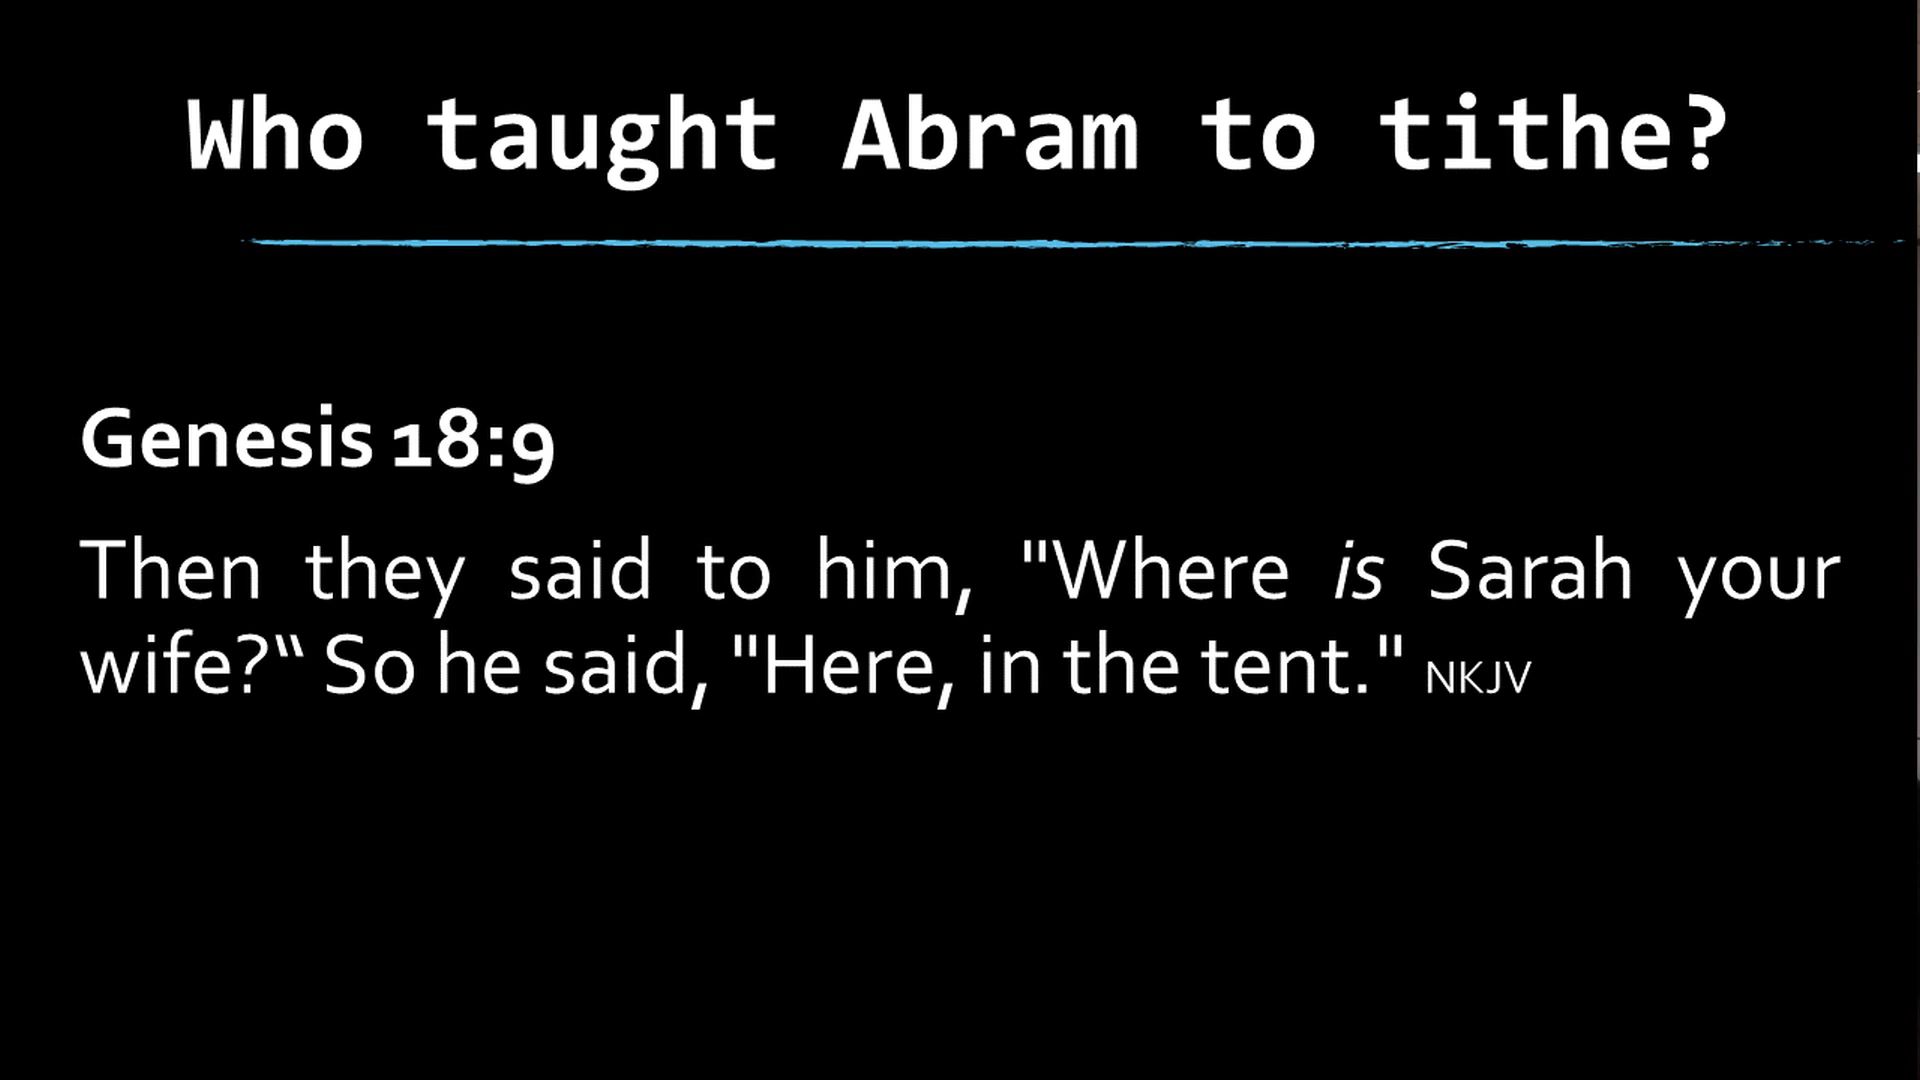 Who taught Abram to tithe?
Genesis 18:9
Then they said to him, "Where is Sarah your
wife?“ So he said, "Here, in the tent." NKJV